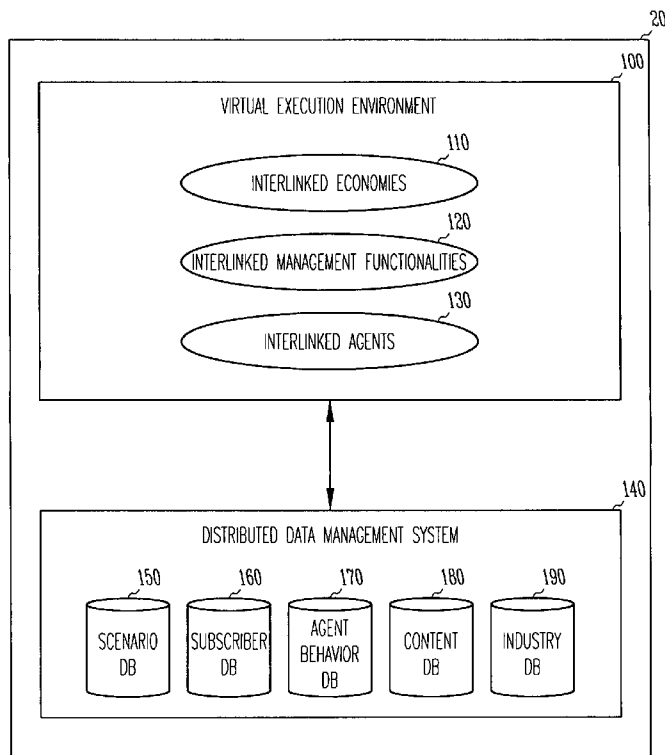 20
100
VIRTUAL EXECUTION ENVIRONMENT
110
INTERLINKED ECONOMIES
120
INTERLINKED MANAGEMENT FUNCTIONALITIES
130
INTERLINKED AGENTS
140
DISTRIBUTED DATA MANAGEMENT SYSTEM
150 160 170 180 190
SCENARIO
DB
SUBSCRIBER
DB
AGENT
BEHAVIOR
DB
CONTENT
DB
INDUSTRY
DB